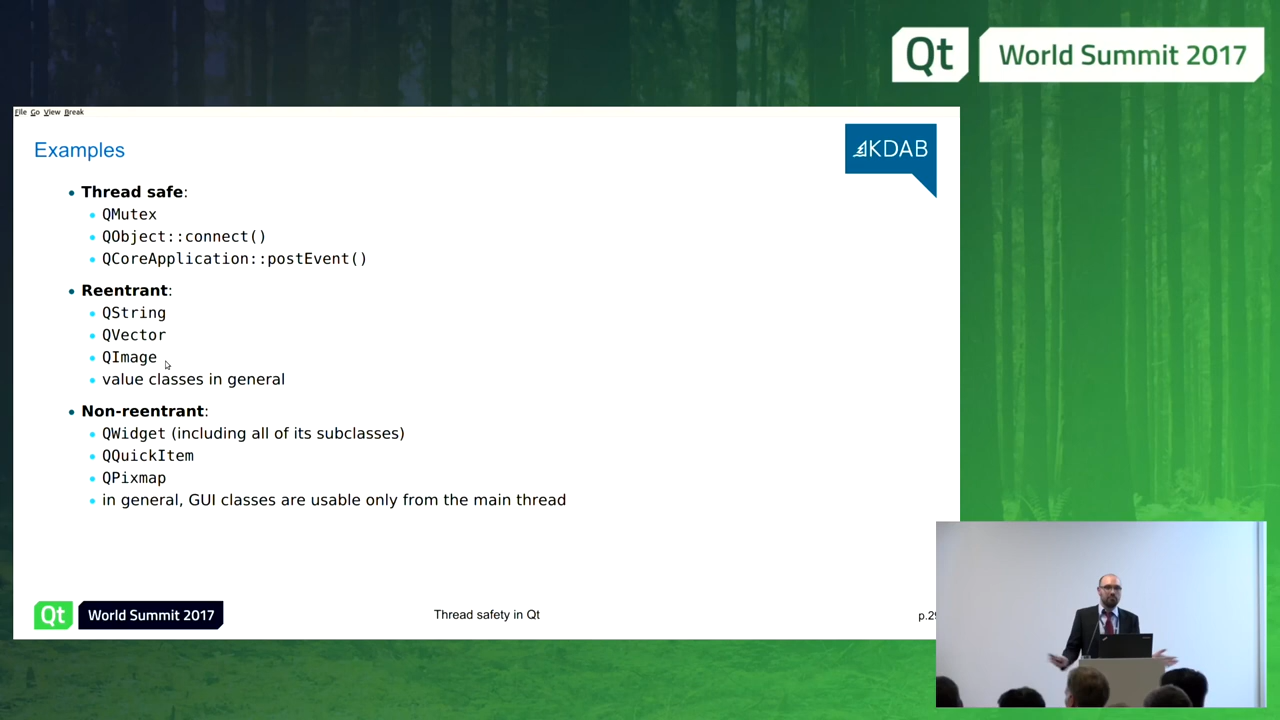 Qt World Summit 2017
File Go View Break
Examples
KDAB
• Thread safe:
• QMutex
• QObject::connect()
• QCoreApplication::postEvent()
• Reentrant:
• QString
• QVector
• QImage
• value classes in general
• Non-reentrant:
• QWidget (including all of its subclasses)
• QQuickItem
• QPixmap
• in general, GUI classes are usable only from the main thread
Qt World Summit 2017
Thread safety in Qt
p.29